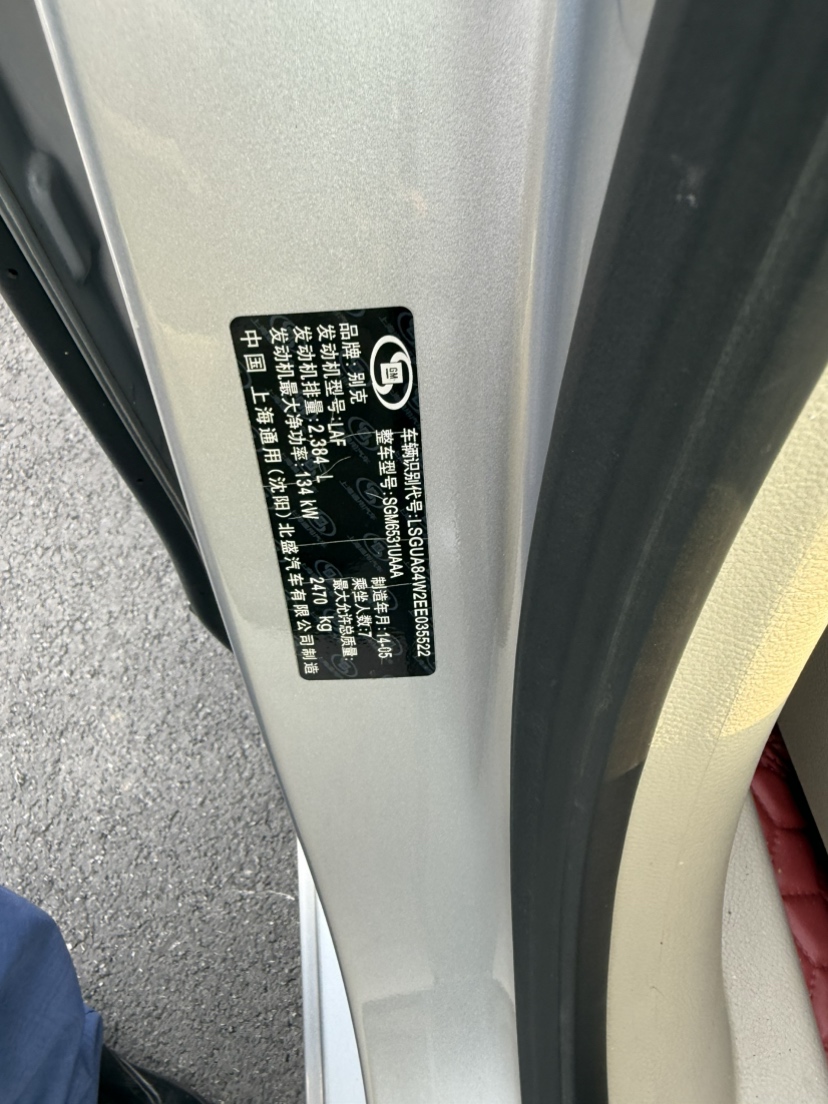 GM
车辆识别代号:LSGUA84W2EE035522
整车型号:SGM6531UAAA
品牌:别克 制造年月:14-05
发动机型号:LAF 乘坐人数:7
发动机排量:2.384 L 最大允许总质量:
发动机最大净功率:134 kW 2470 kg
中国 上海通用(沈阳)北盛汽车有限公司制造